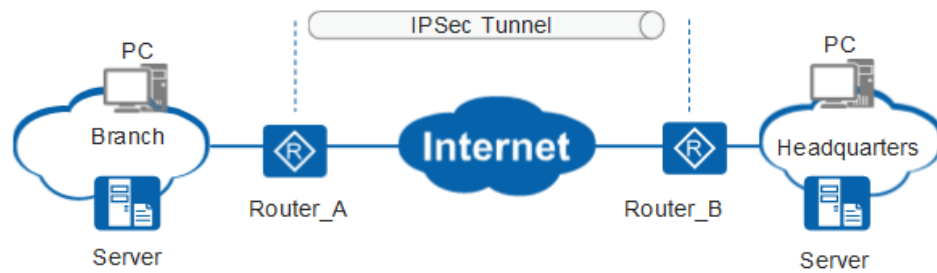 IPSec Tunnel
PC
PC
Branch
R
Internet
R
Headquarters
Router_A
Router_B
Server
Server